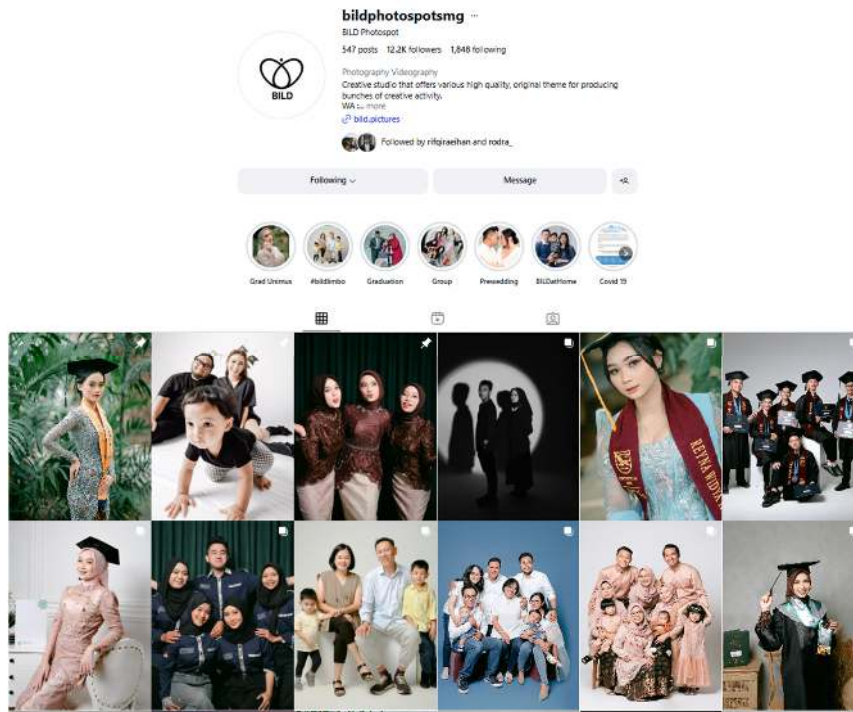 bildphotospotsmg ...
BILD Photospot
547 posts 12.2K followers 1,848 following
Photography Videography
Creative studio that offers various high quality, original theme for producing
bunches of creative activity.
WA :... more
bild.pictures
BILD
Followed by rifqiraeihan and rodra_
Following
Message
Grad Unimus
#bildlimbo
Graduation
Group
Prewedding
BILDatHome
Covid 19